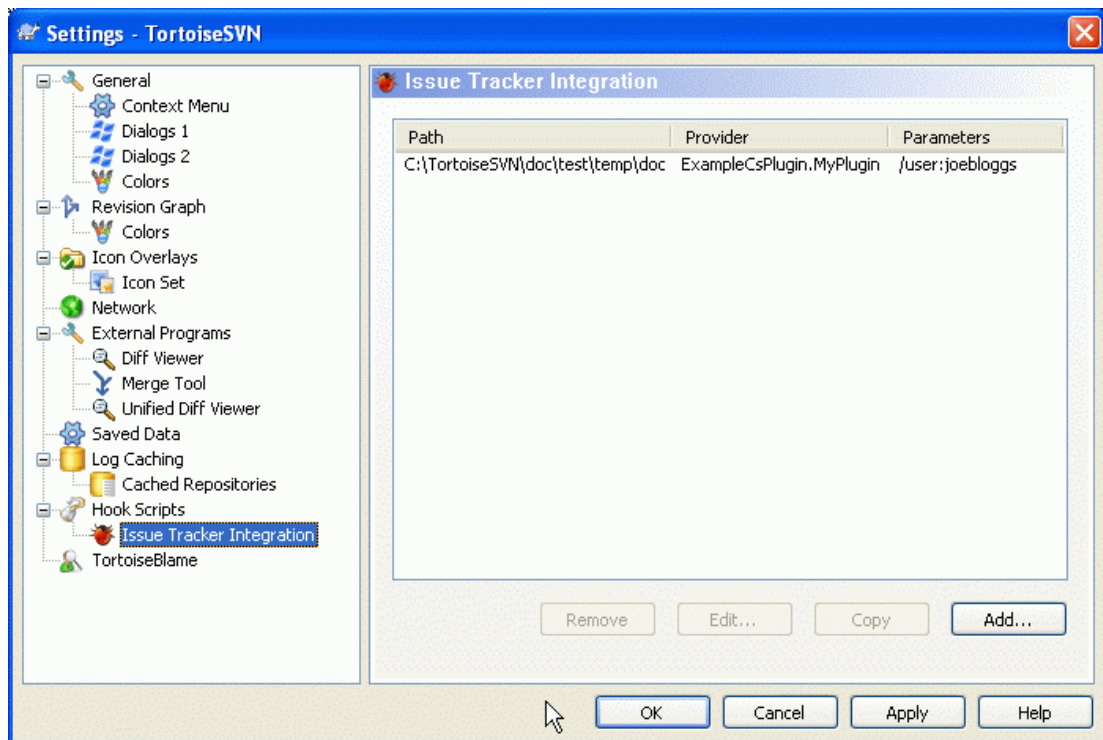 Settings - TortoiseSVN
General
Context Menu
Dialogs 1
Dialogs 2
Colors
Revision Graph
Colors
Icon Overlays
Icon Set
Network
External Programs
Diff Viewer
Merge Tool
Unified Diff Viewer
Saved Data
Log Caching
Cached Repositories
Hook Scripts
Issue Tracker Integration
TortoiseBlame
Issue Tracker Integration
Path Provider Parameters
C:\TortoiseSVN\doc\test\temp\doc ExampleCsPlugin.MyPlugin /user:joebloggs
Remove Edit... Copy Add...
OK Cancel Apply Help